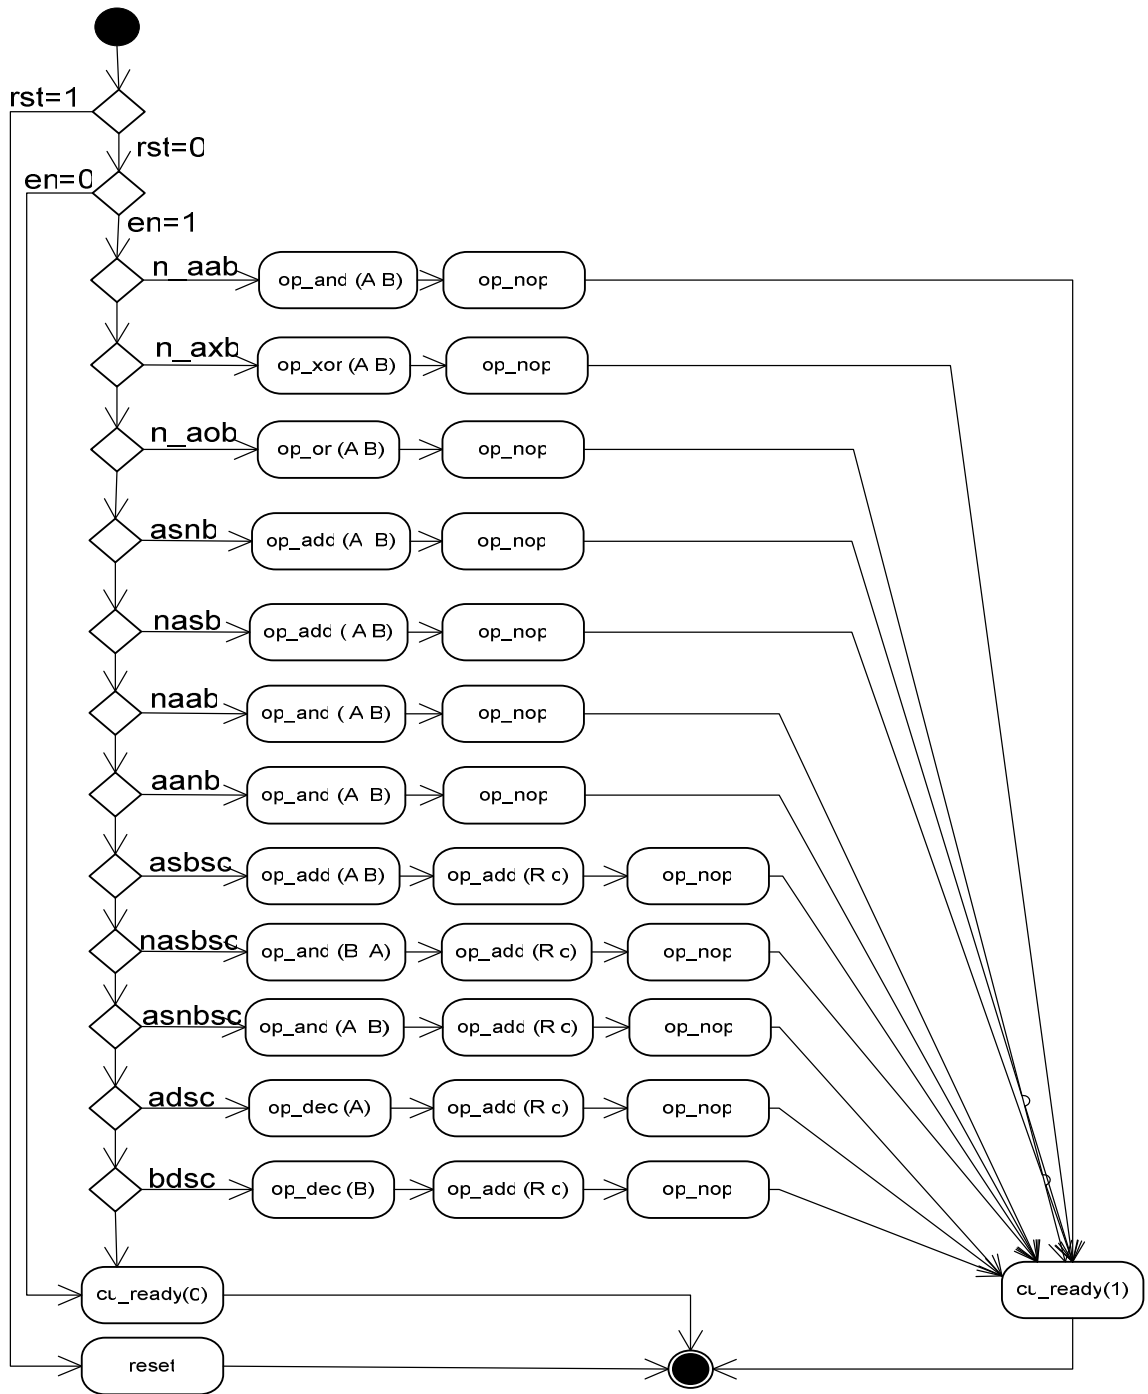 rst=1
rst=0
en=0
en=1
n_aab op_and (A B) op_nop
n_axb op_xor (A B) op_nop
n_aob op_or (A B) op_nop
asnb op_add (A B) op_nop
nasb op_add ( A B) op_nop
naab op_and ( A B) op_nop
aanb op_and (A B) op_nop
asbsc op_add (A B) op_add (R c) op_nop
nasbsc op_and (B A) op_add (R c) op_nop
asnbsc op_and (A B) op_add (R c) op_nop
adsc op_dec (A) op_add (R c) op_nop
bdsc op_dec (B) op_add (R c) op_nop
cu_ready(0) cu_ready(1)
reset